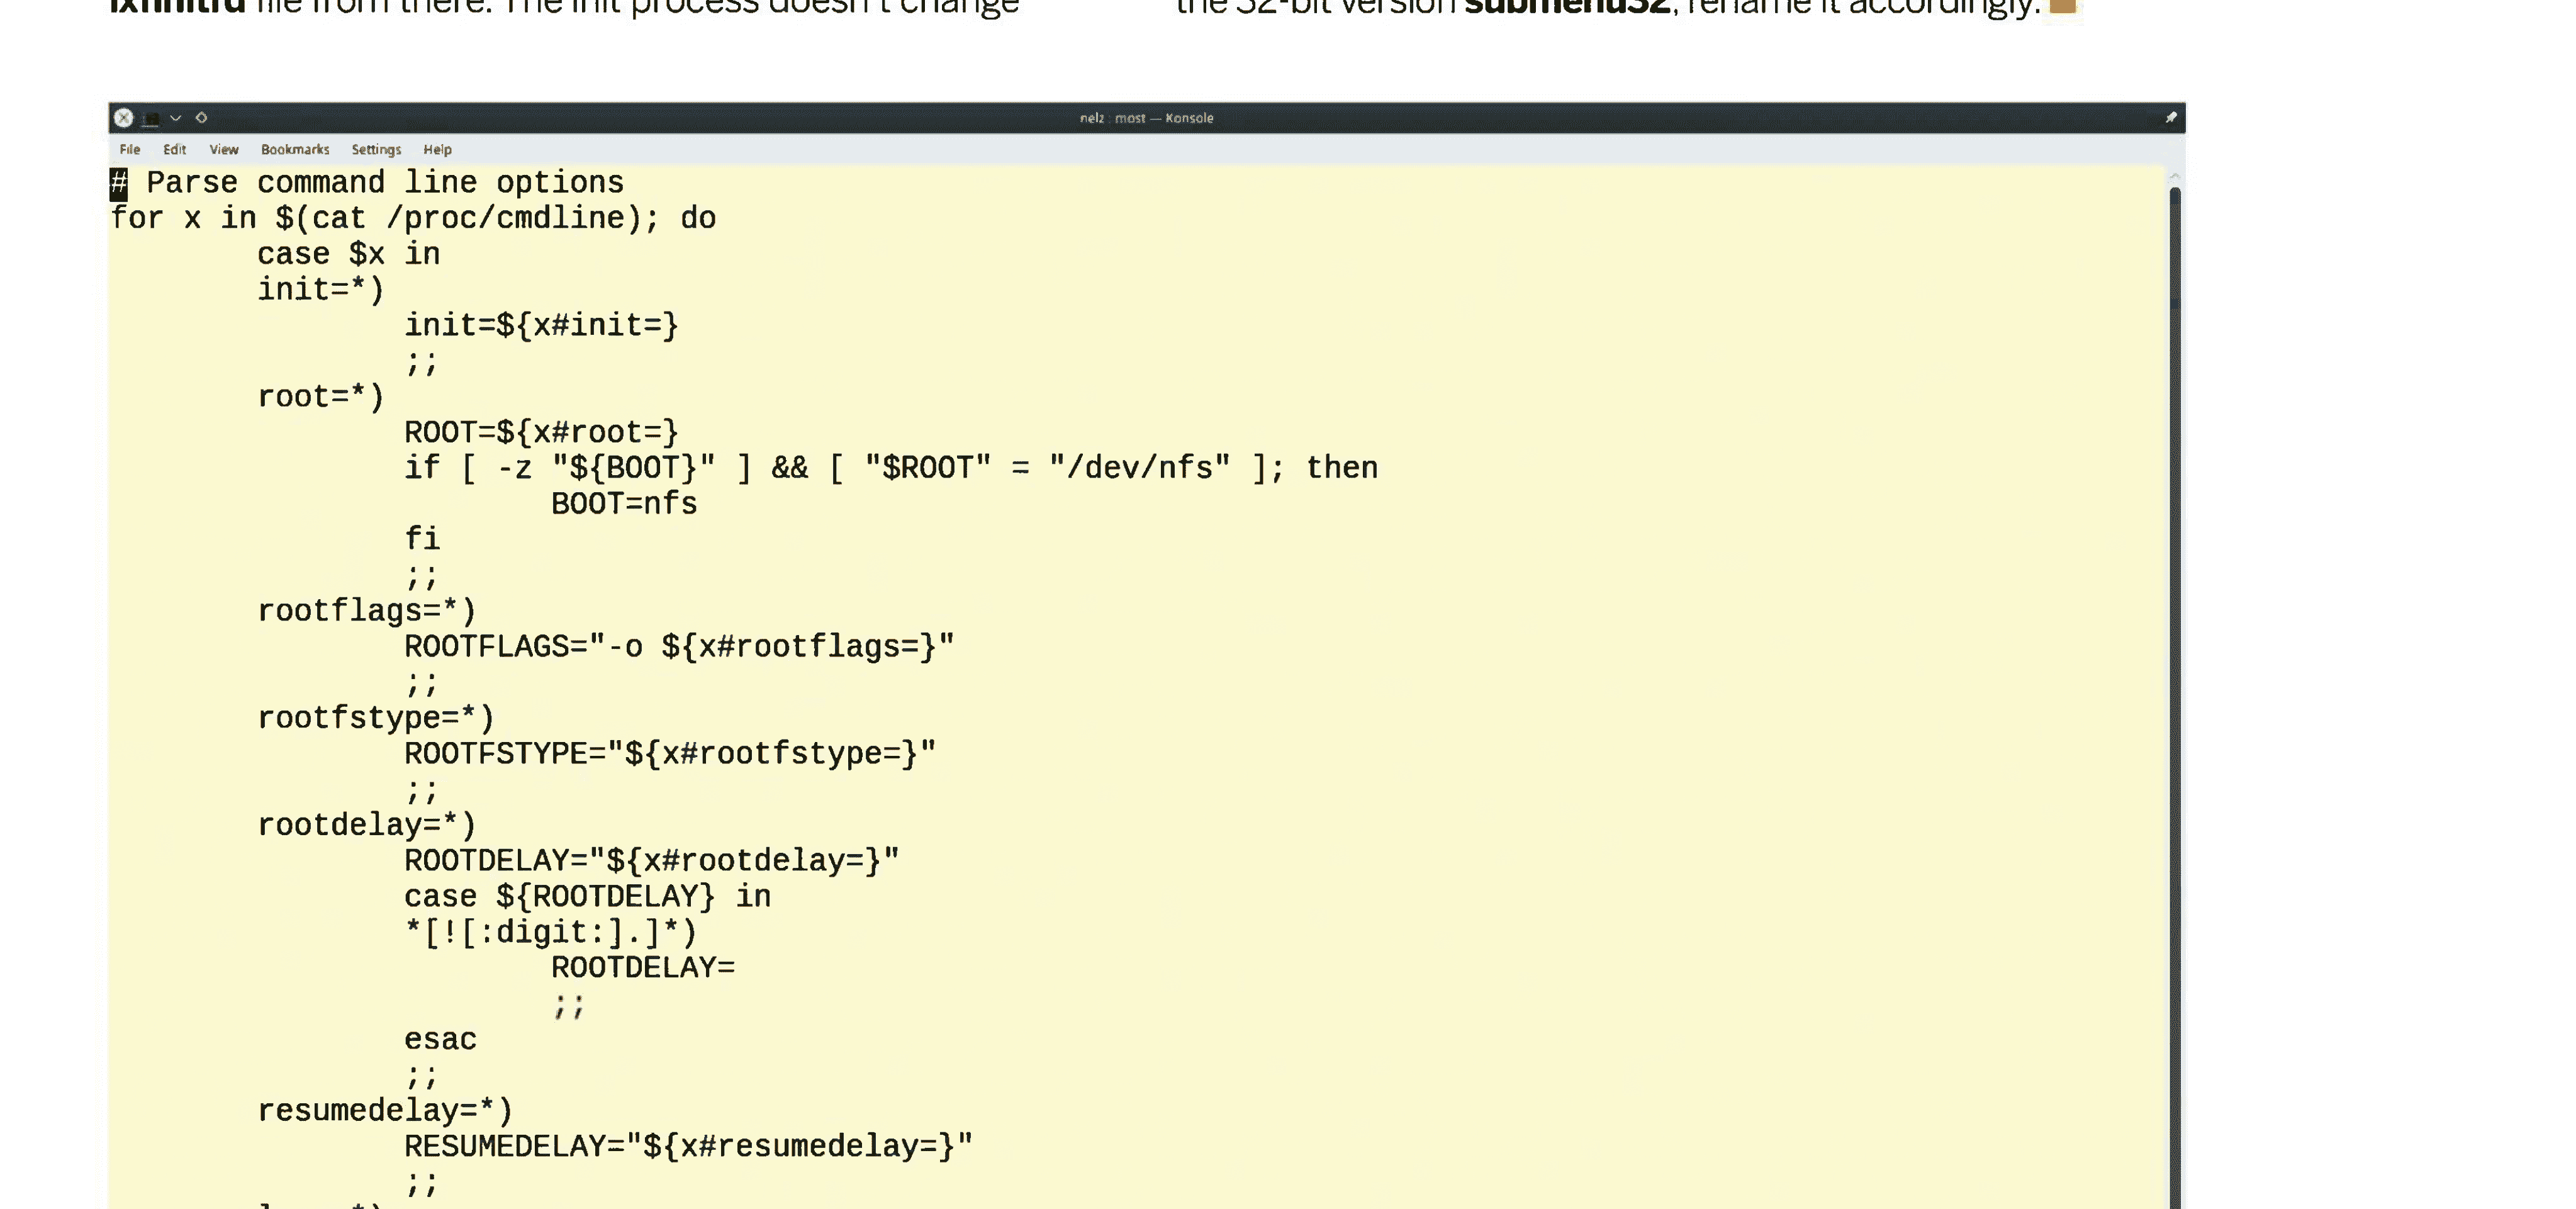 file from there. The init process doesn't change
the 32-bit version submenu32, rename it accordingly.
nelz : most — Konsole
File Edit View Bookmarks Settings Help
# Parse command line options
for x in $(cat /proc/cmdline); do
case $x in
init=*)
init=${x#init=}
;;
root=*)
ROOT=${x#root=}
if [ -z "${BOOT}" ] && [ "$ROOT" = "/dev/nfs" ]; then
BOOT=nfs
fi
;;
rootflags=*)
ROOTFLAGS="-o ${x#rootflags=}"
;;
rootfstype=*)
ROOTFSTYPE="${x#rootfstype=}"
;;
rootdelay=*)
ROOTDELAY="${x#rootdelay=}"
case ${ROOTDELAY} in
*[![:digit:].]*)
ROOTDELAY=
;;
esac
;;
resumedelay=*)
RESUMEDELAY="${x#resumedelay=}"
;;